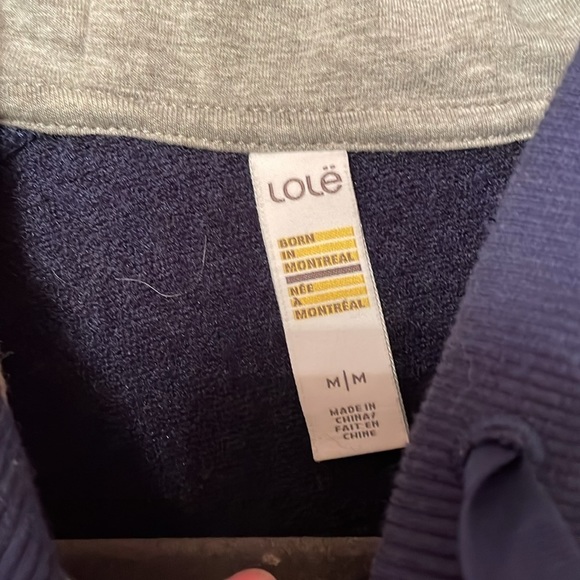 LOLË
BORN
IN
MONTREAL
NÉE
À
MONTRÉAL
M|M
MADE IN
CHINA/
FAIT EN
CHINE